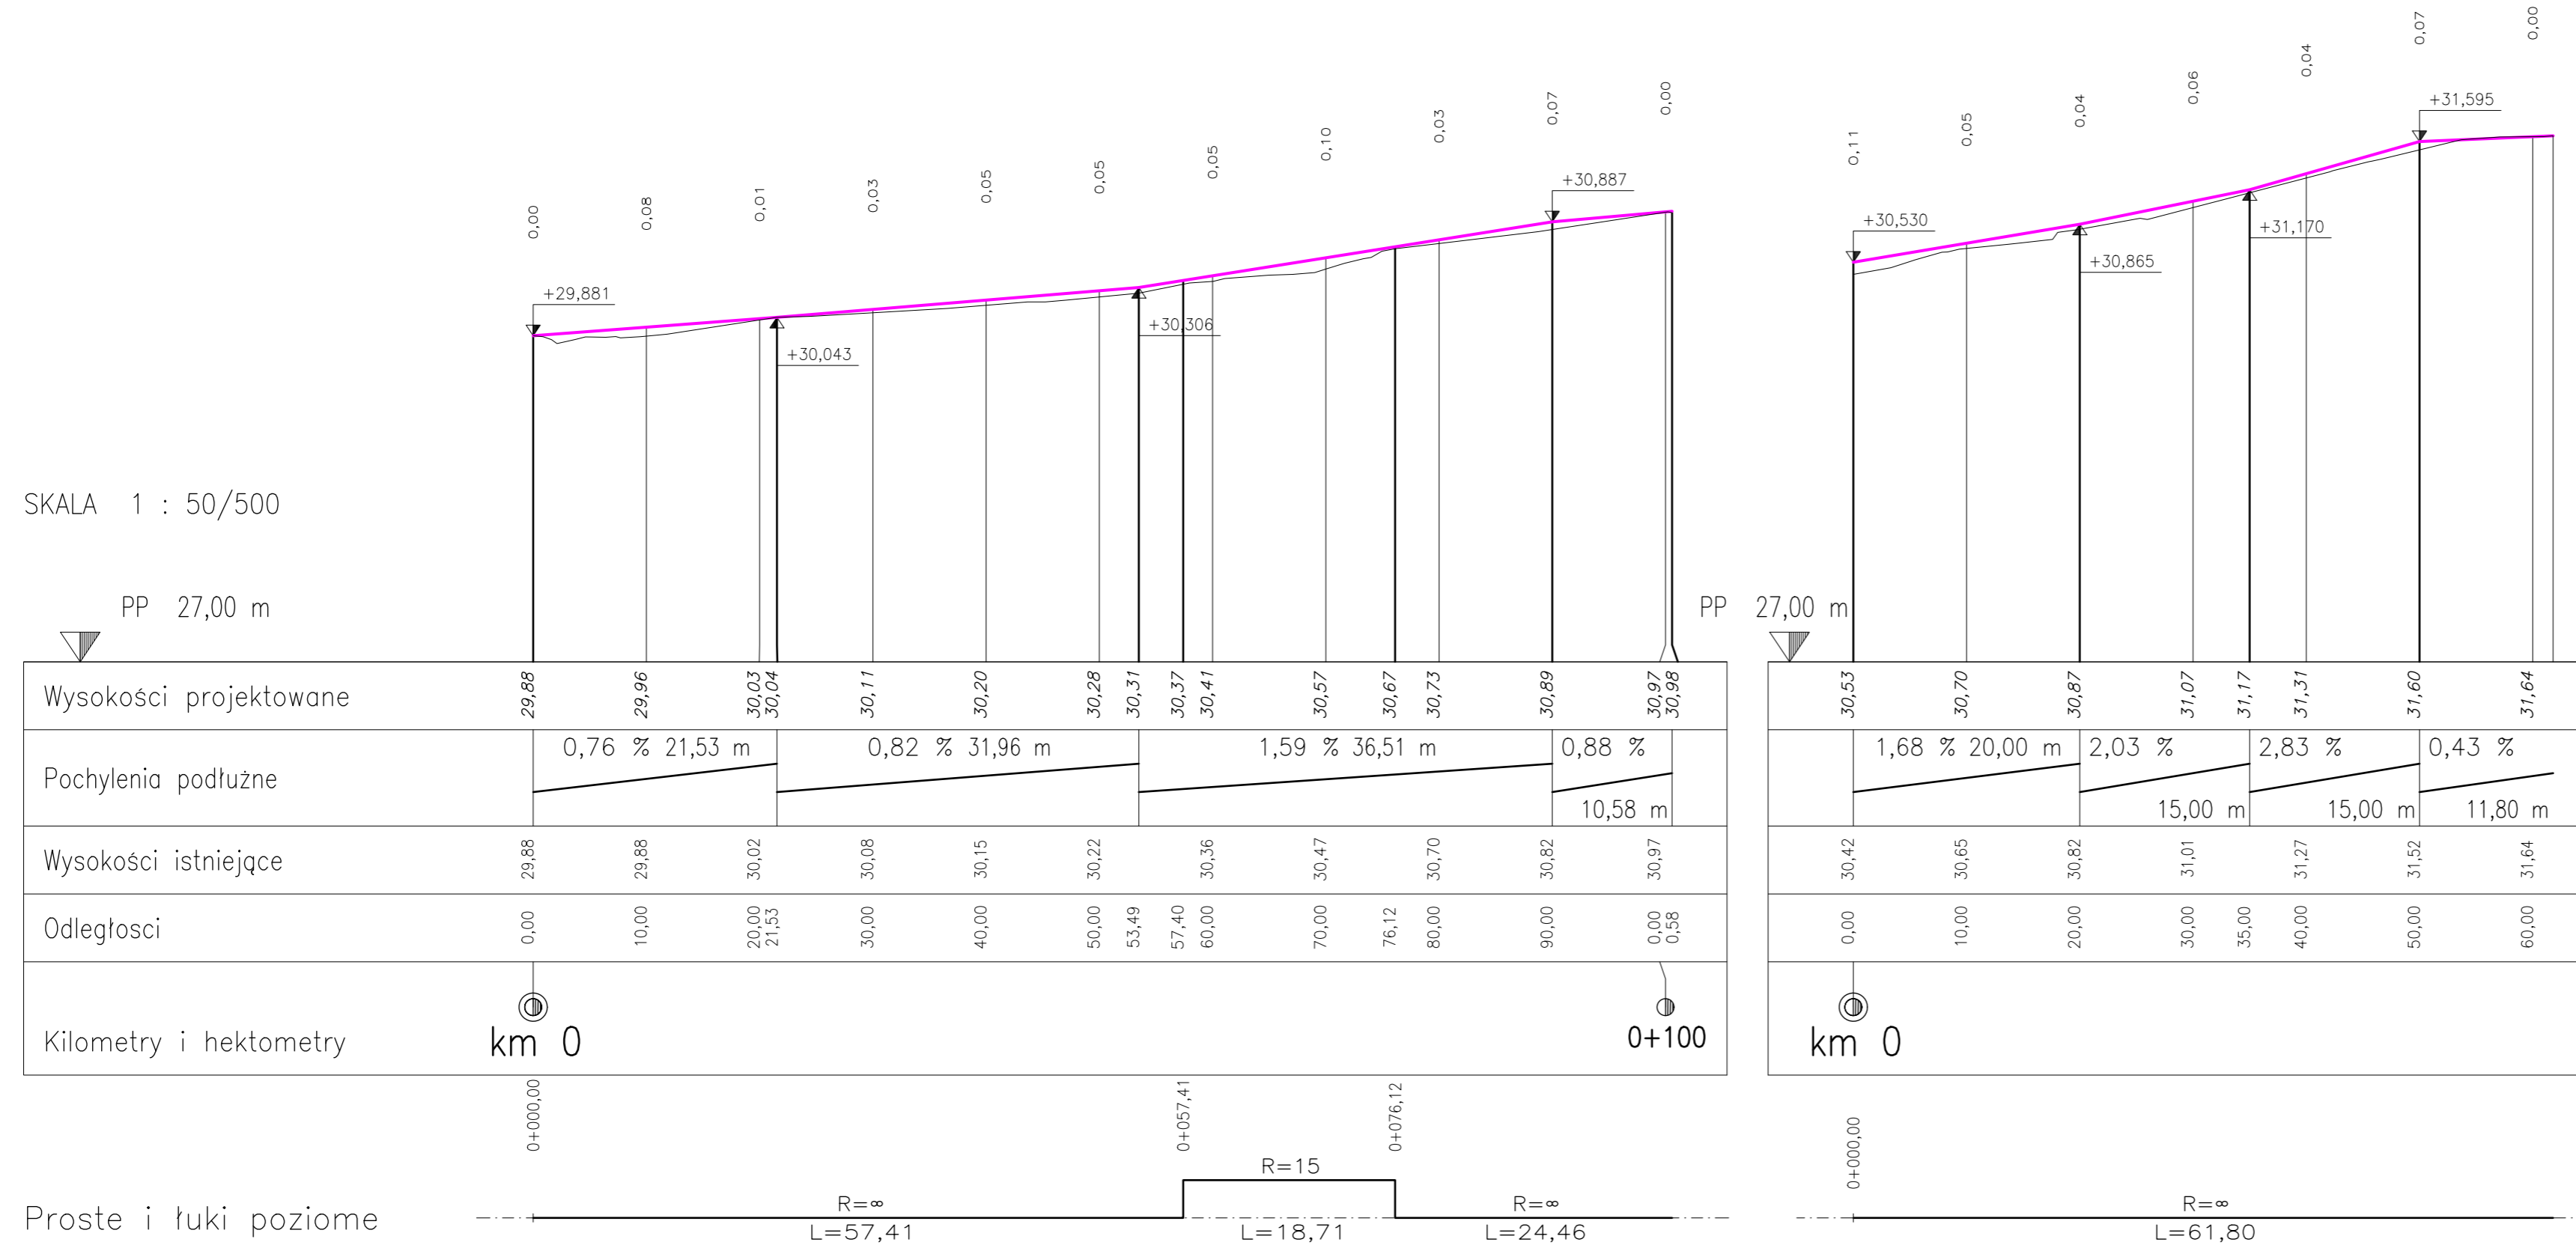 0,00 0,08 0,01 0,03 0,05 0,05 0,05 0,10 0,03 0,07 0,00
0,11 0,05 0,04 0,06 0,04 0,07 0,00
+29,881
+30,043
+30,306
+30,887
+30,530
+30,865
+31,170
+31,595
SKALA 1 : 50/500
PP 27,00 m
PP 27,00 m
Wysokości projektowane
29,88 29,96 30,03 30,04 30,11 30,20 30,28 30,31 30,37 30,41 30,57 30,67 30,73 30,89 30,97 30,98
30,53 30,70 30,87 31,07 31,17 31,31 31,60 31,64
Pochylenia podłużne
0,76 % 21,53 m
0,82 % 31,96 m
1,59 % 36,51 m
0,88 %
10,58 m
1,68 % 20,00 m
2,03 %
15,00 m
2,83 %
15,00 m
0,43 %
11,80 m
Wysokości istniejące
29,88 29,88 30,02 30,08 30,15 30,22 30,36 30,47 30,70 30,82 30,97
30,42 30,65 30,82 31,01 31,27 31,52 31,64
Odległosci
0,00 10,00 20,00 21,53 30,00 40,00 50,00 53,49 57,40 60,00 70,00 76,12 80,00 90,00 0,00 0,58
0,00 10,00 20,00 30,00 35,00 40,00 50,00 60,00
Kilometry i hektometry
km 0
0+100
km 0
0+000,00
0+057,41
0+076,12
0+000,00
Proste i łuki poziome
R=∞
L=57,41
R=15
L=18,71
R=∞
L=24,46
R=∞
L=61,80